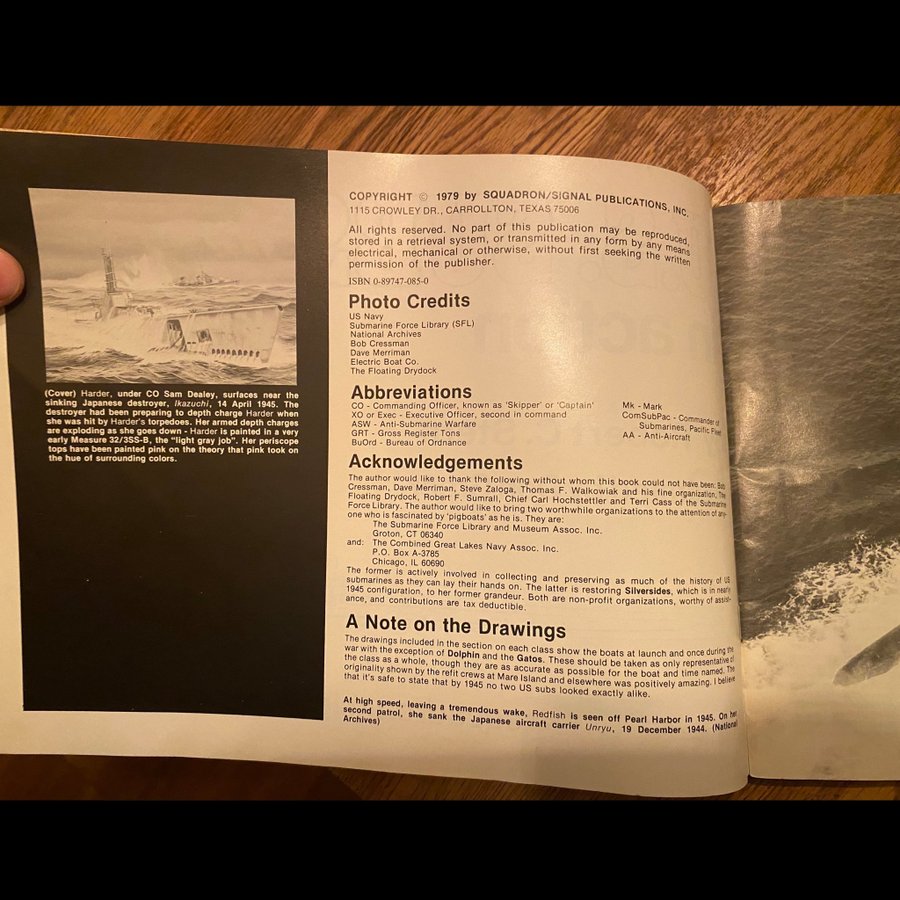 (Cover) Harder, under CO Sam Dealey, surfaces near the
sinking Japanese destroyer, Ikazuchi, 14 April 1945. The
destroyer had been preparing to depth charge Harder when
she was hit by Harder's torpedoes. Her armed depth charges
are exploding as she goes down - Harder is painted in a very
early Measure 32/3SS-B, the "light gray job". Her periscope
tops have been painted pink on the theory that pink took on
the hue of surrounding colors.
COPYRIGHT © 1979 by SQUADRON/SIGNAL PUBLICATIONS, INC.
1115 CROWLEY DR., CARROLLTON, TEXAS 75006
All rights reserved. No part of this publication may be reproduced,
stored in a retrieval system, or transmitted in any form by any means
electrical, mechanical or otherwise, without first seeking the written
permission of the publisher.
ISBN 0-89747-085-0
Photo Credits
US Navy
Submarine Force Library (SFL)
National Archives
Bob Cressman
Dave Merriman
Electric Boat Co.
The Floating Drydock
Abbreviations
CO - Commanding Officer, known as 'Skipper' or 'Captain'
XO or Exec - Executive Officer, second in command
ASW - Anti-Submarine Warfare
GRT - Gross Register Tons
BuOrd - Bureau of Ordnance
Mk - Mark
ComSubPac - Commander of
Submarines, Pacific Fleet
AA - Anti-Aircraft
Acknowledgements
The author would like to thank the following without whom this book could not have been: Bob
Cressman, Dave Merriman, Steve Zaloga, Thomas F. Walkowiak and his fine organization, The
Floating Drydock, Robert F. Sumrall, Chief Carl Hochstettler and Terri Cass of the Submarine
Force Library. The author would like to bring two worthwhile organizations to the attention of any-
one who is fascinated by 'pigboats' as he is. They are:
The Submarine Force Library and Museum Assoc. Inc.
Groton, CT 06340
and: The Combined Great Lakes Navy Assoc. Inc.
P.O. Box A-3785
Chicago, IL 60690
The former is actively involved in collecting and preserving as much of the history of US
submarines as they can lay their hands on. The latter is restoring Silversides, which is in nearly
1945 configuration, to her former grandeur. Both are non-profit organizations, worthy of assist-
ance, and contributions are tax deductible.
A Note on the Drawings
The drawings included in the section on each class show the boats at launch and once during the
war with the exception of Dolphin and the Gatos. These should be taken as only representative of
the class as a whole, though they are as accurate as possible for the boat and time named. The
originality shown by the refit crews at Mare Island and elsewhere was positively amazing. I believe
that it's safe to state that by 1945 no two US subs looked exactly alike.
At high speed, leaving a tremendous wake, Redfish is seen off Pearl Harbor in 1945. On her
second patrol, she sank the Japanese aircraft carrier Unryu, 19 December 1944. (National
Archives)